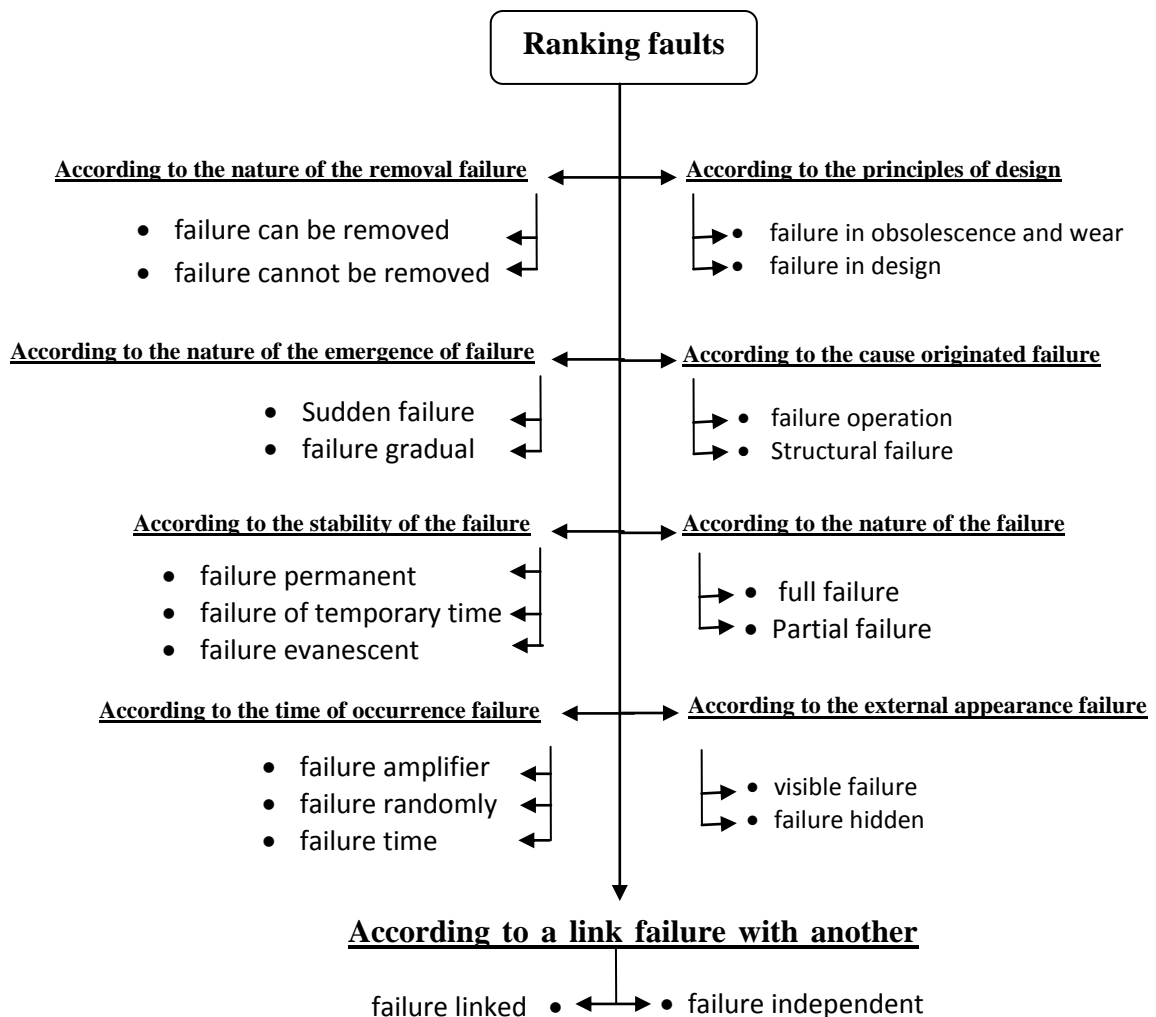 Ranking faults
According to the nature of the removal failure
• failure can be removed
• failure cannot be removed
According to the principles of design
• failure in obsolescence and wear
• failure in design
According to the nature of the emergence of failure
• Sudden failure
• failure gradual
According to the cause originated failure
• failure operation
• Structural failure
According to the stability of the failure
• failure permanent
• failure of temporary time
• failure evanescent
According to the nature of the failure
• full failure
• Partial failure
According to the time of occurrence failure
• failure amplifier
• failure randomly
• failure time
According to the external appearance failure
• visible failure
• failure hidden
According to a link failure with another
failure linked •
• failure independent